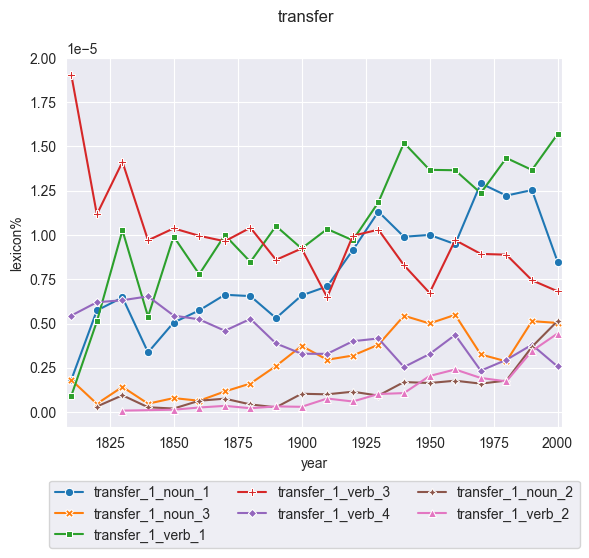 transfer
1e−5
2.00
1.75
1.50
1.25
1.00
0.75
0.50
0.25
0.00
lexicon%
1825 1850 1875 1900 1925 1950 1975 2000
year
transfer_1_noun_1 transfer_1_verb_3 transfer_1_noun_2
transfer_1_noun_3 transfer_1_verb_4 transfer_1_verb_2
transfer_1_verb_1